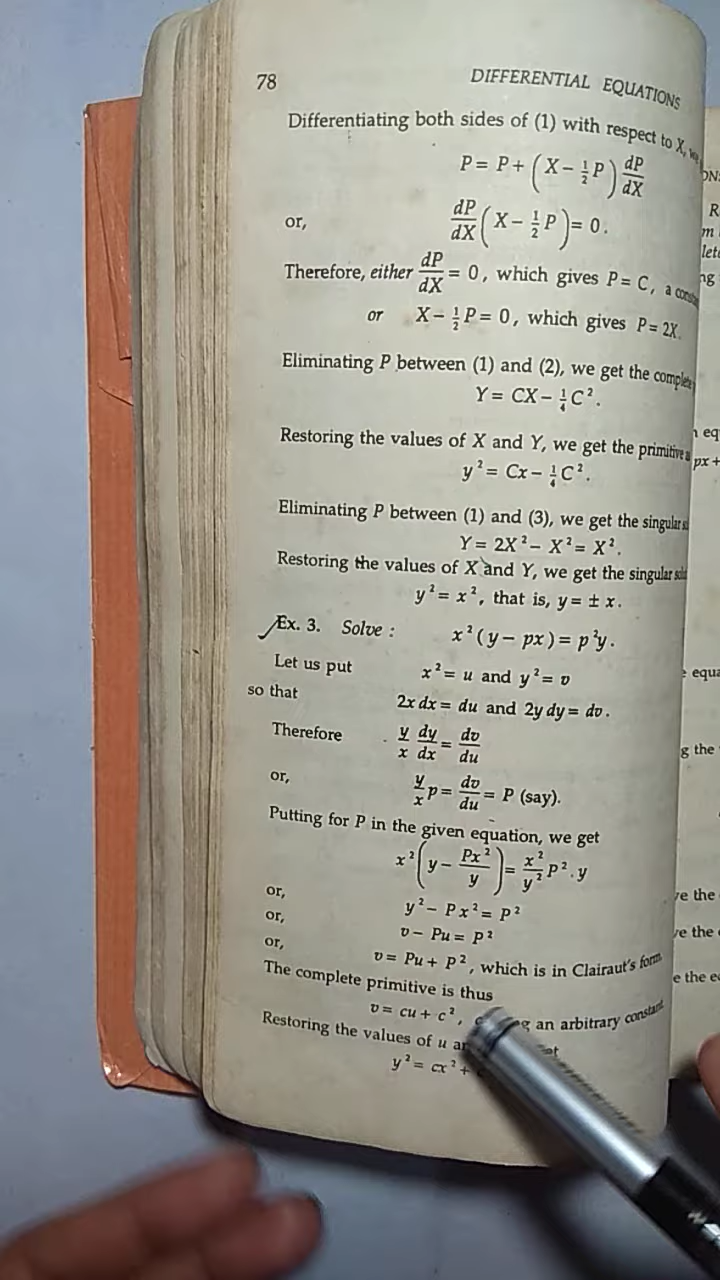 78
DIFFERENTIAL EQUATIONS
Differentiating both sides of (1) with respect to X,
P = P + (X − ½P) dP/dX
or, dP/dX (X − ½P) = 0.
Therefore, either dP/dX = 0, which gives P = C, a
or X − ½P = 0, which gives P = 2X.
Eliminating P between (1) and (2), we get the complete
Y = CX − ¼C².
Restoring the values of X and Y, we get the primitive
y² = Cx − ¼C².
Eliminating P between (1) and (3), we get the singular
Y = 2X² − X² = X².
Restoring the values of X and Y, we get the singular
y² = x², that is, y = ± x.
Ex. 3. Solve : x²(y − px) = p²y.
Let us put x² = u and y² = v
so that 2x dx = du and 2y dy = dv.
Therefore y/x dy/dx = dv/du
or, y/x p = dv/du = P (say).
Putting for P in the given equation, we get
x²(y − Px²/y) = x²/y² P² . y
or, y² − Px² = P²
or, v − Pu = P²
or, v = Pu + P², which is in Clairaut's form.
The complete primitive is thus
v = cu + c², an arbitrary constant.
Restoring the values of u
y² = cx² +